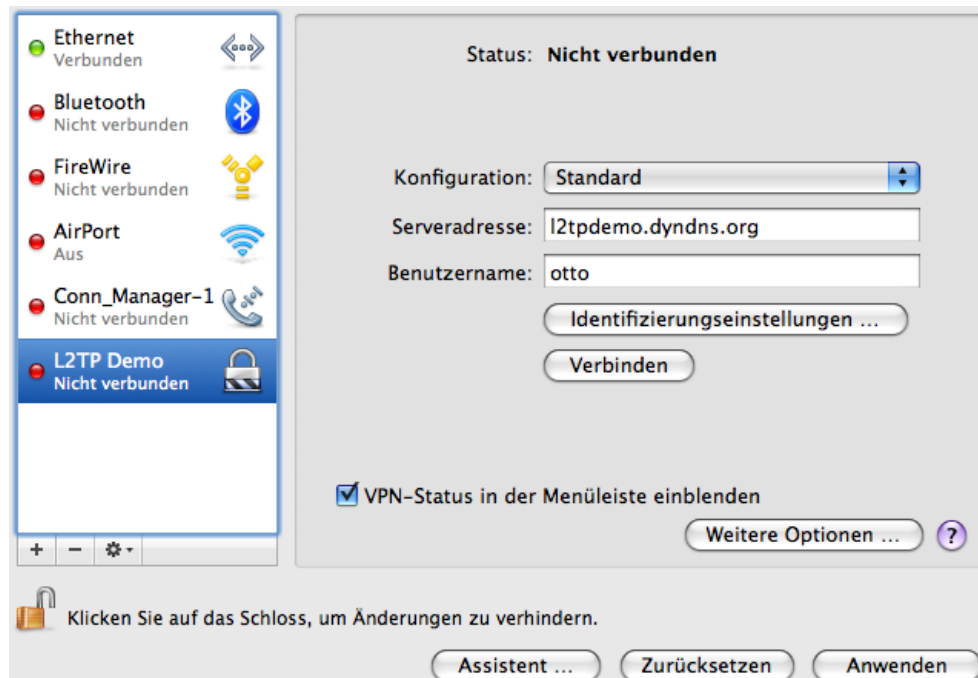 Ethernet
Verbunden
Bluetooth
Nicht verbunden
FireWire
Nicht verbunden
AirPort
Aus
Conn_Manager-1
Nicht verbunden
L2TP Demo
Nicht verbunden
Status: Nicht verbunden
Konfiguration: Standard
Serveradresse: l2tpdemo.dyndns.org
Benutzername: otto
Identifizierungseinstellungen ...
Verbinden
VPN-Status in der Menüleiste einblenden
Weitere Optionen ... ?
Klicken Sie auf das Schloss, um Änderungen zu verhindern.
Assistent ... Zurücksetzen Anwenden